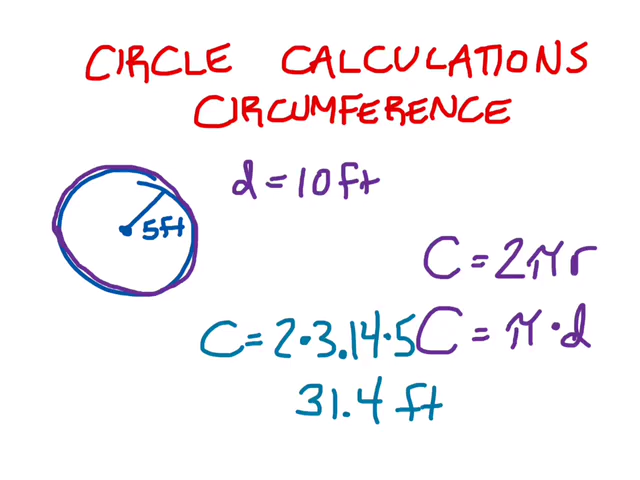 CIRCLE CALCULATIONS
CIRCUMFERENCE
d = 10 ft
5ft
C = 2πr
C = π·d
C = 2·3.14·5
31.4 ft